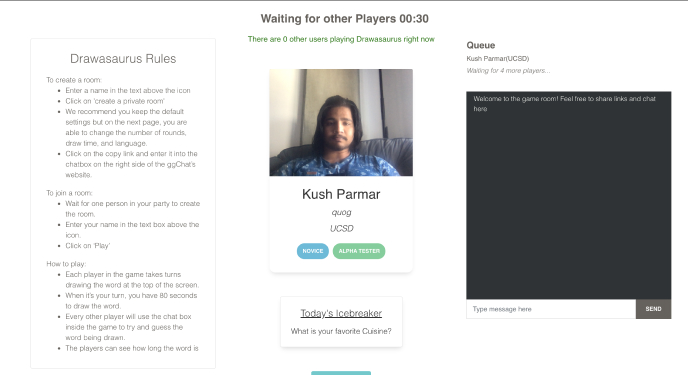 Waiting for other Players 00:30
There are 0 other users playing Drawasaurus right now
Drawasaurus Rules
To create a room:
Enter a name in the text above the icon
Click on 'create a private room'
We recommend you keep the default
settings but on the next page, you are
able to change the number of rounds,
draw time, and language.
Click on the copy link and enter it into the
chatbox on the right side of the ggChat's
website.
To join a room:
Wait for one person in your party to create
the room.
Enter your name in the text box above the
icon.
Click on 'Play'
How to play:
Each player in the game takes turns
drawing the word at the top of the screen.
When it's your turn, you have 80 seconds
to draw the word.
Every other player will use the chat box
inside the game to try and guess the
word being drawn.
The players can see how long the word is
Kush Parmar
quog
UCSD
NOVICE
ALPHA TESTER
Today's Icebreaker
What is your favorite Cuisine?
Queue
Kush Parmar(UCSD)
Waiting for 4 more players...
Welcome to the game room! Feel free to share links and chat
here
Type message here
SEND